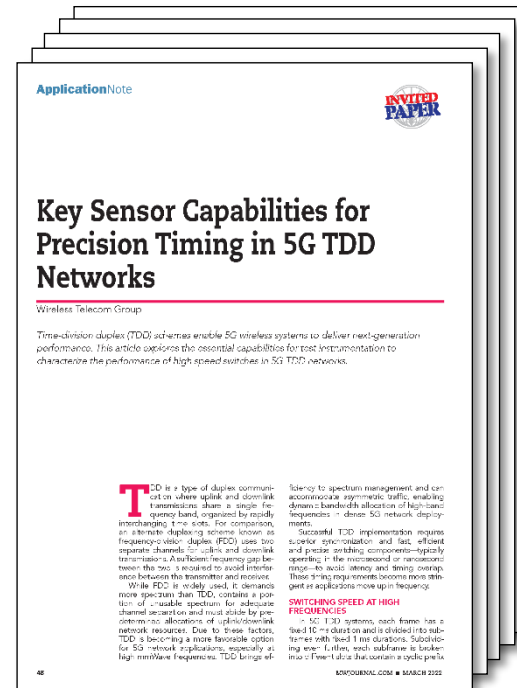 ApplicationNote
INVITED
PAPER
Key Sensor Capabilities for
Precision Timing in 5G TDD
Networks
Wireless Telecom Group
Time-division duplex (TDD) schemes enable 5G wireless systems to deliver next-generation
performance. This article explores the essential capabilities for test instrumentation to
characterize the performance of high speed switches in 5G TDD networks.
TDD is a type of duplex communi-
cation where uplink and downlink
transmissions share a single fre-
quency band, organized by rapidly
interchanging time slots. For comparison,
an alternate duplexing scheme known as
frequency-division duplex (FDD) uses two
separate channels for uplink and downlink
transmissions. A sufficient frequency gap be-
tween the two is required to avoid interfer-
ence between the transmitter and receiver.
While FDD is widely used, it demands
more spectrum than TDD, contains a por-
tion of unusable spectrum for adequate
channel separation and must abide by pre-
determined allocations of uplink/downlink
network resources. Due to these factors,
TDD is becoming a more favorable option
for 5G network applications, especially at
high mmWave frequencies. TDD brings ef-
ficiency to spectrum management and can
accommodate asymmetric traffic, enabling
dynamic bandwidth allocation of high-band
frequencies in dense 5G network deploy-
ments.
Successful TDD implementation requires
superior synchronization and fast, efficient
and precise switching components—typically
operating in the microsecond or nanosecond
range—to avoid latency and timing overlap.
These timing requirements become more strin-
gent as applications move up in frequency.
SWITCHING SPEED AT HIGH
FREQUENCIES
In 5G TDD systems, each frame has a
fixed 10 ms duration and is divided into sub-
frames with fixed 1 ms durations. Subdivid-
ing even further, each subframe is broken
into different slots that contain a cyclic prefix
48
MWJOURNAL.COM ■ MARCH 2022